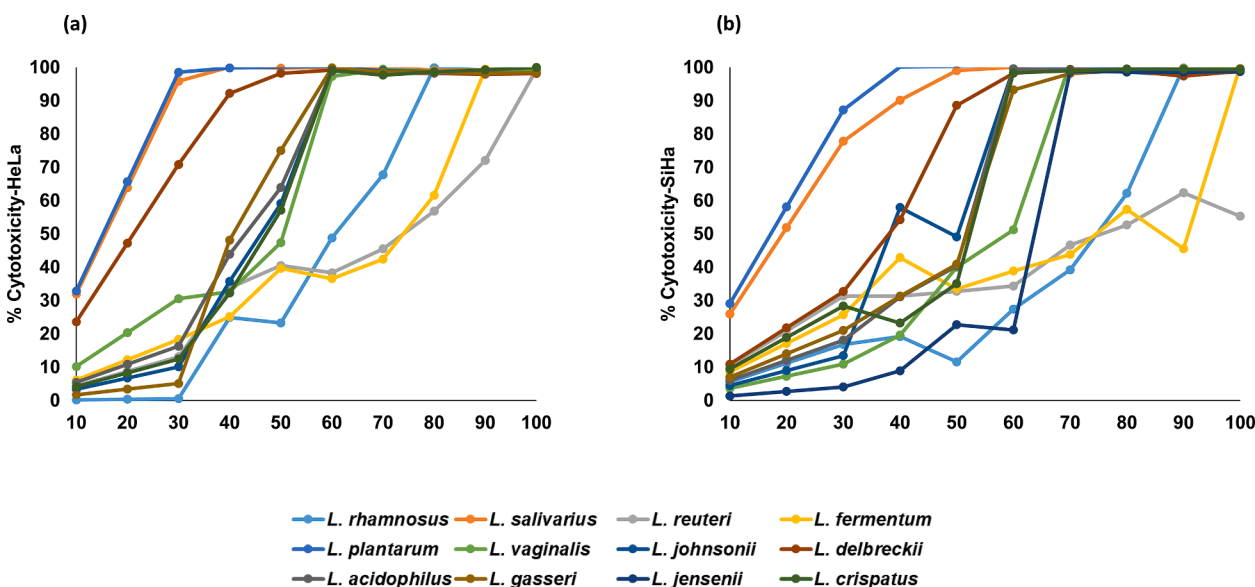 (a)
(b)
% Cytotoxicity-HeLa
100
90
80
70
60
50
40
30
20
10
0
10 20 30 40 50 60 70 80 90 100
% Cytotoxicity-SiHa
100
90
80
70
60
50
40
30
20
10
0
10 20 30 40 50 60 70 80 90 100
L. rhamnosus L. salivarius L. reuteri L. fermentum
L. plantarum L. vaginalis L. johnsonii L. delbreckii
L. acidophilus L. gasseri L. jensenii L. crispatus